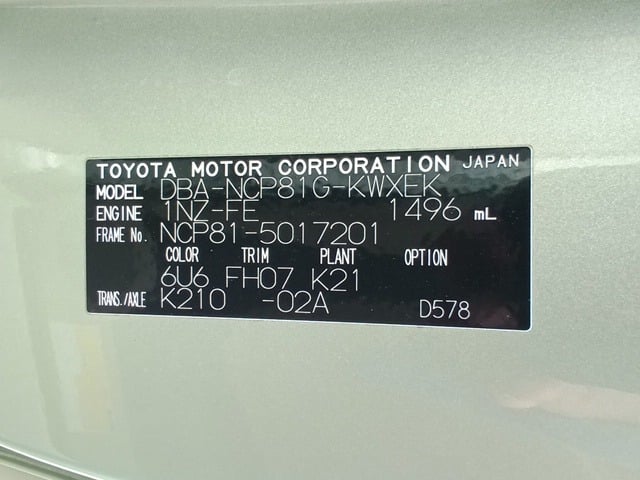 TOYOTA MOTOR CORPORATION JAPAN
MODEL DBA-NCP81G-KWXEK
ENGINE 1NZ-FE 1496 mL
FRAME No. NCP81-5017201
COLOR TRIM PLANT OPTION
6U6 FH07 K21
TRANS./AXLE K210 -02A D578